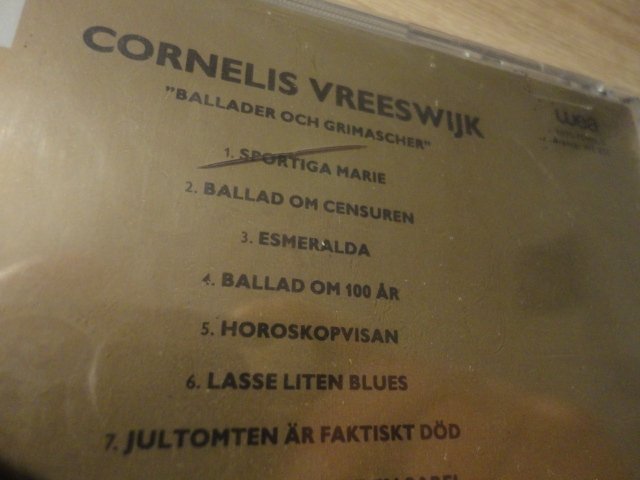 CORNELIS VREESWIJK
"BALLADER OCH GRIMASCHER"
wea
1. SPORTIGA MARIE
2. BALLAD OM CENSUREN
3. ESMERALDA
4. BALLAD OM 100 ÅR
5. HOROSKOPVISAN
6. LASSE LITEN BLUES
7. JULTOMTEN ÄR FAKTISKT DÖD